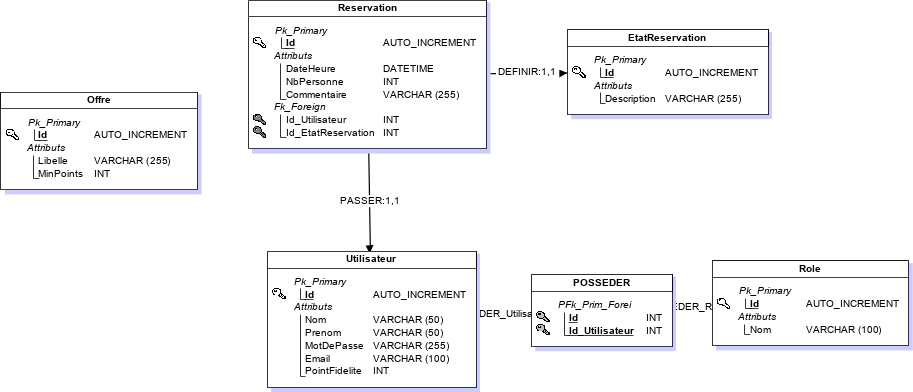 Reservation
Pk_Primary
Id AUTO_INCREMENT
Attributs
DateHeure DATETIME
NbPersonne INT
Commentaire VARCHAR (255)
Fk_Foreign
Id_Utilisateur INT
Id_EtatReservation INT
DEFINIR:1,1
EtatReservation
Pk_Primary
Id AUTO_INCREMENT
Attributs
Description VARCHAR (255)
Offre
Pk_Primary
Id AUTO_INCREMENT
Attributs
Libelle VARCHAR (255)
MinPoints INT
PASSER:1,1
Utilisateur
Pk_Primary
Id AUTO_INCREMENT
Attributs
Nom VARCHAR (50)
Prenom VARCHAR (50)
MotDePasse VARCHAR (255)
Email VARCHAR (100)
PointFidelite INT
DER_Utilisa
POSSEDER
PFk_Prim_Forei
Id INT
Id_Utilisateur INT
EDER_R
Role
Pk_Primary
Id AUTO_INCREMENT
Attributs
Nom VARCHAR (100)